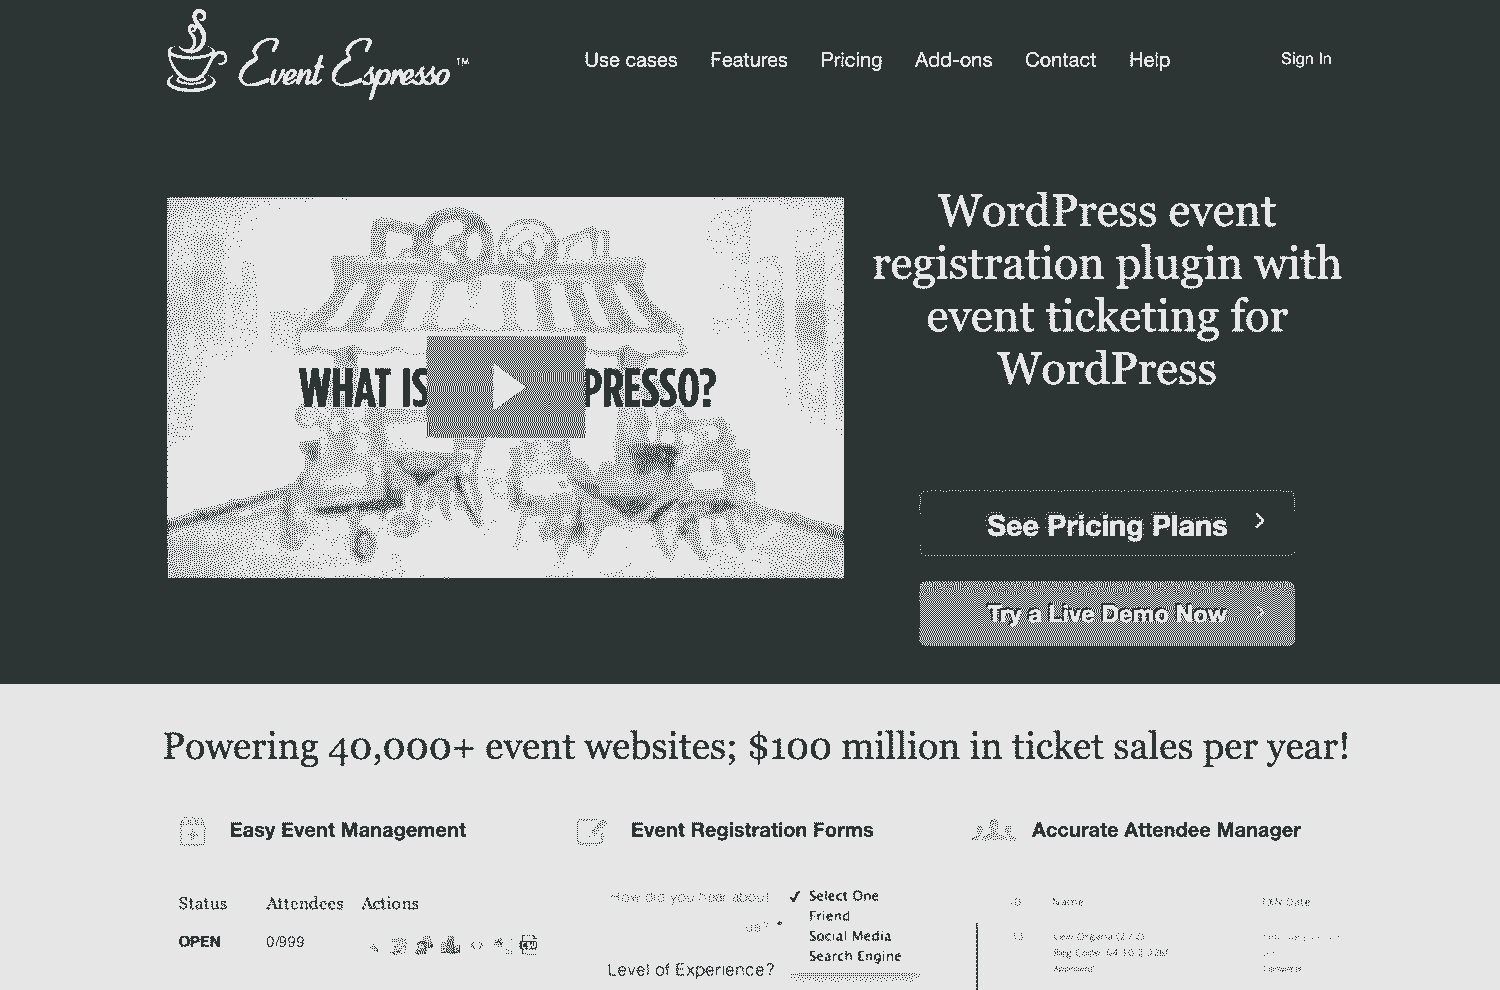 Event Espresso™
Use cases Features Pricing Add-ons Contact Help Sign In
WordPress event
registration plugin with
event ticketing for
WordPress
WHAT IS PRESSO?
See Pricing Plans
Try a Live Demo Now
Powering 40,000+ event websites; $100 million in ticket sales per year!
Easy Event Management Event Registration Forms Accurate Attendee Manager
Status Attendees Actions
OPEN 0/999
How did you hear about
us? *
✓ Select One
Friend
Social Media
Search Engine
Level of Experience?
ID Name TXN Date
Reg Code:
Approved